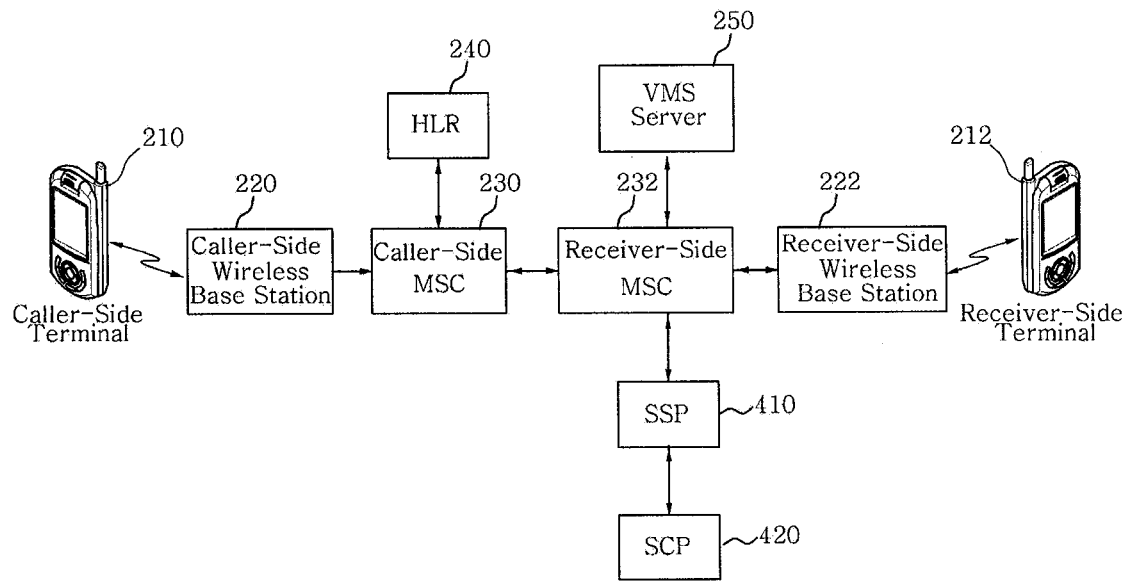 250
240
VMS
Server
HLR
210
212
220
230
232
222
Caller-Side
Wireless
Base Station
Caller-Side
MSC
Receiver-Side
MSC
Receiver-Side
Wireless
Base Station
Caller-Side
Terminal
Receiver-Side
Terminal
SSP
410
SCP
420